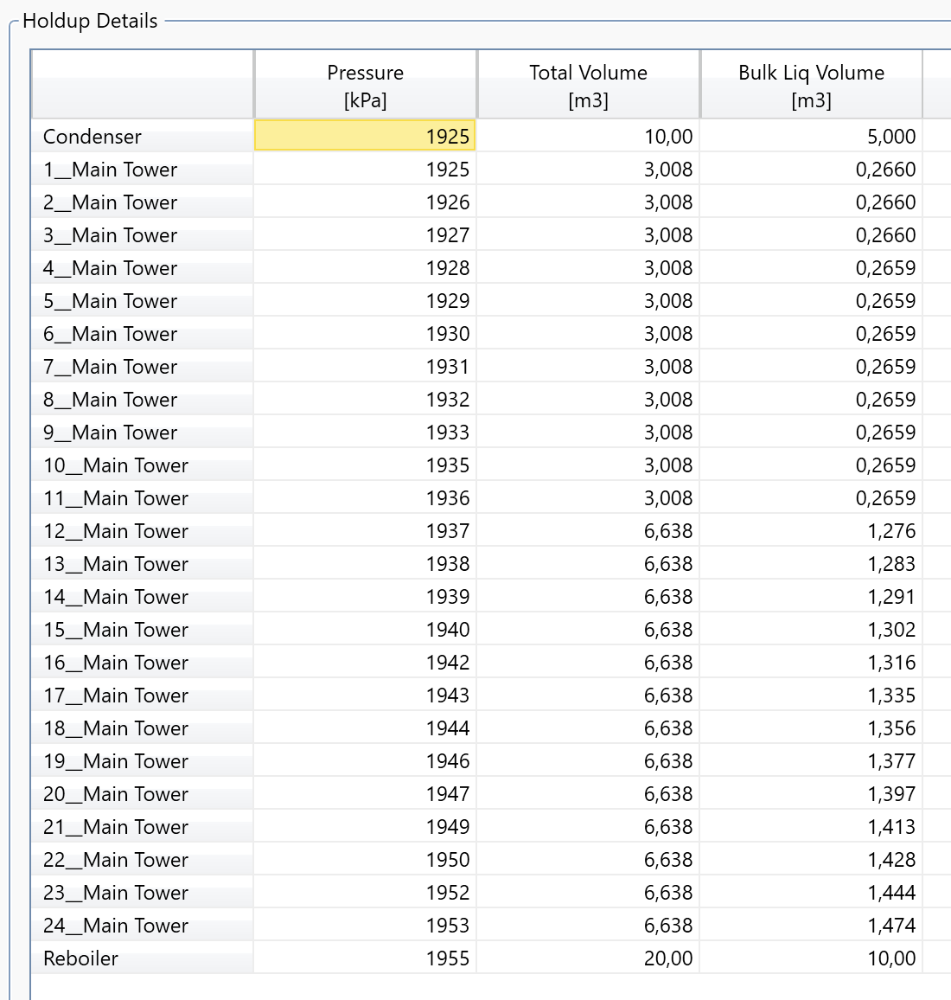 Holdup Details
Pressure Total Volume Bulk Liq Volume
[kPa] [m3] [m3]
Condenser 1925 10,00 5,000
1__Main Tower 1925 3,008 0,2660
2__Main Tower 1926 3,008 0,2660
3__Main Tower 1927 3,008 0,2660
4__Main Tower 1928 3,008 0,2659
5__Main Tower 1929 3,008 0,2659
6__Main Tower 1930 3,008 0,2659
7__Main Tower 1931 3,008 0,2659
8__Main Tower 1932 3,008 0,2659
9__Main Tower 1933 3,008 0,2659
10__Main Tower 1935 3,008 0,2659
11__Main Tower 1936 3,008 0,2659
12__Main Tower 1937 6,638 1,276
13__Main Tower 1938 6,638 1,283
14__Main Tower 1939 6,638 1,291
15__Main Tower 1940 6,638 1,302
16__Main Tower 1942 6,638 1,316
17__Main Tower 1943 6,638 1,335
18__Main Tower 1944 6,638 1,356
19__Main Tower 1946 6,638 1,377
20__Main Tower 1947 6,638 1,397
21__Main Tower 1949 6,638 1,413
22__Main Tower 1950 6,638 1,428
23__Main Tower 1952 6,638 1,444
24__Main Tower 1953 6,638 1,474
Reboiler 1955 20,00 10,00